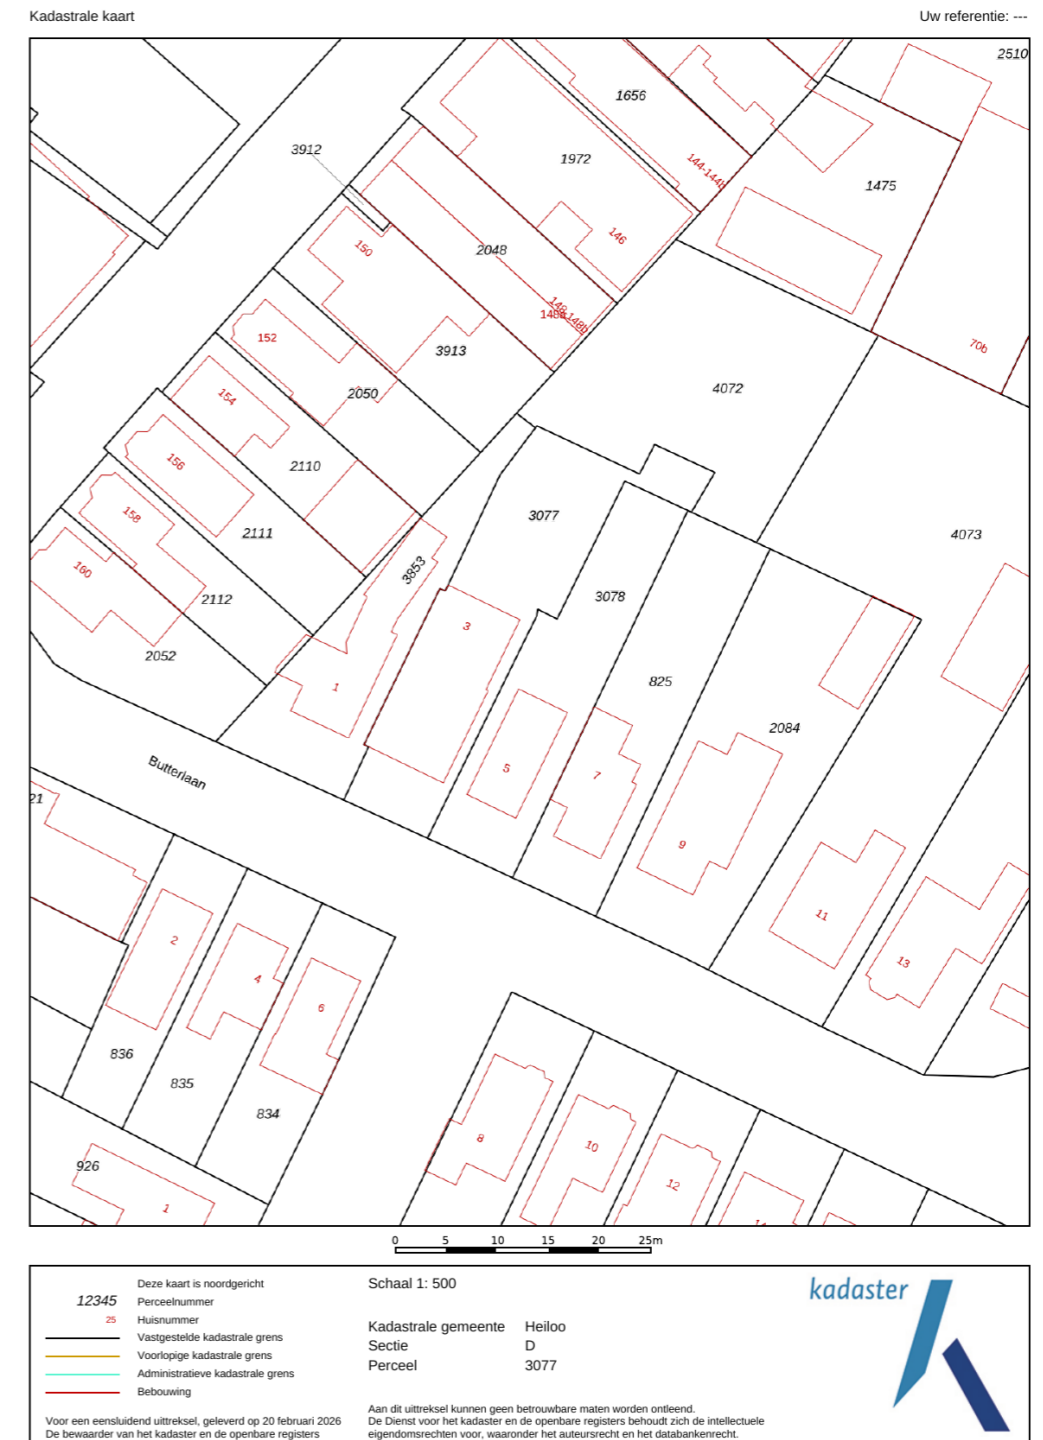 Kadastrale kaart
Uw referentie: ---
2510
1656
3912
1972
144-144b
1475
146
150
2048
148-148b
148a
70b
152
3913
2050
4072
154
2110
156
3077
158
2111
4073
160
3853
3078
2112
3
2052
825
1
2084
Butterlaan
5
7
21
9
11
2
13
4
6
836
835
834
8
10
926
12
1
0 5 10 15 20 25m
Deze kaart is noordgericht
12345 Perceelnummer
25 Huisnummer
Vastgestelde kadastrale grens
Voorlopige kadastrale grens
Administratieve kadastrale grens
Bebouwing
Voor een eensluidend uittreksel, geleverd op 20 februari 2026
De bewaarder van het kadaster en de openbare registers
Schaal 1: 500
Kadastrale gemeente Heiloo
Sectie D
Perceel 3077
Aan dit uittreksel kunnen geen betrouwbare maten worden ontleend.
De Dienst voor het kadaster en de openbare registers behoudt zich de intellectuele
eigendomsrechten voor, waaronder het auteursrecht en het databankenrecht.
kadaster